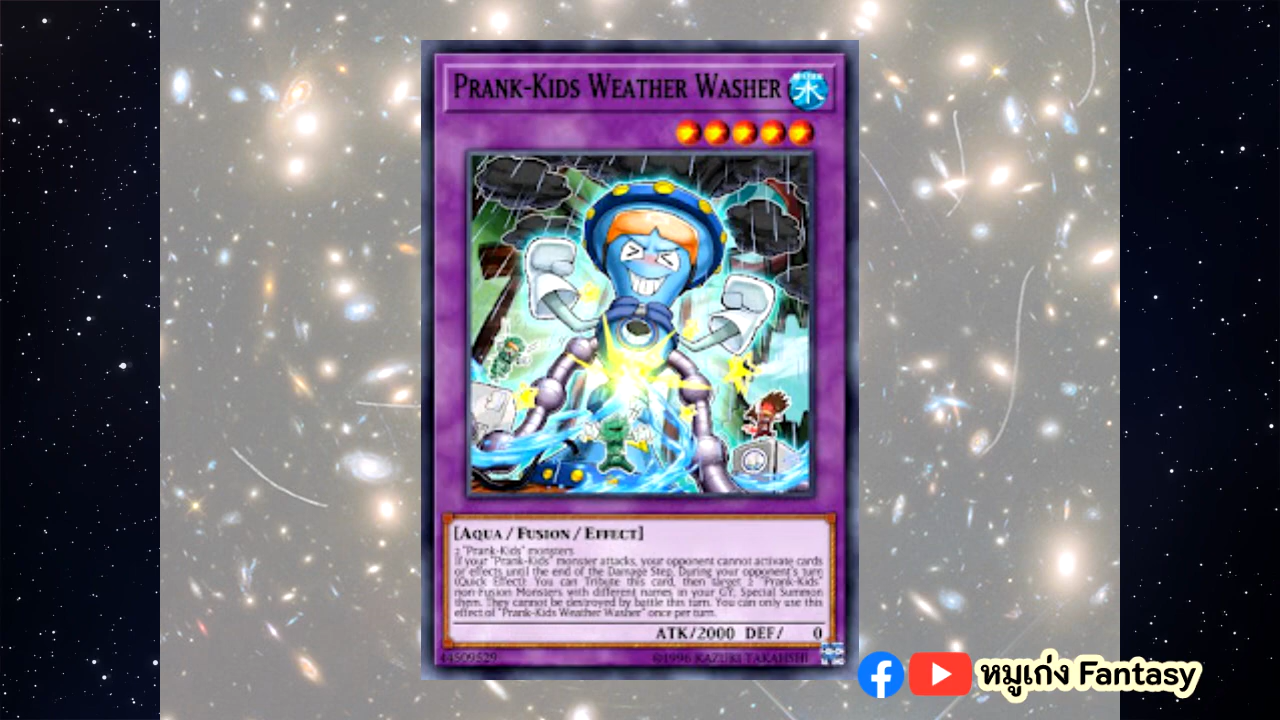 PRANK-KIDS WEATHER WASHER
WATER
水
[AQUA / FUSION / EFFECT]
2 "Prank-Kids" monsters
If your "Prank-Kids" monster attacks, your opponent cannot activate cards
or effects until the end of the Damage Step. During your opponent's turn
(Quick Effect): You can Tribute this card, then target 2 "Prank-Kids"
non-Fusion Monsters with different names in your GY; Special Summon
them. They cannot be destroyed by battle this turn. You can only use this
effect of "Prank-Kids Weather Washer" once per turn.
ATK/2000 DEF/ 0
44509529 ©1996 KAZUKI TAKAHSHI
หมูเก่ง Fantasy